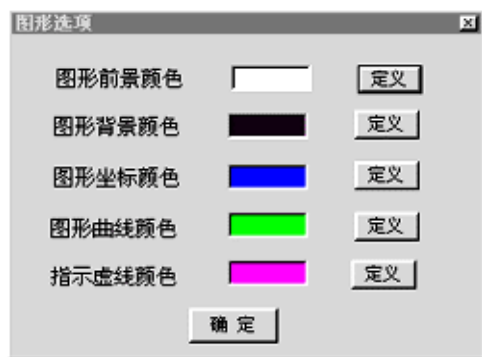 图形选项
图形前景颜色 定义
图形背景颜色 定义
图形坐标颜色 定义
图形曲线颜色 定义
指示虚线颜色 定义
确 定